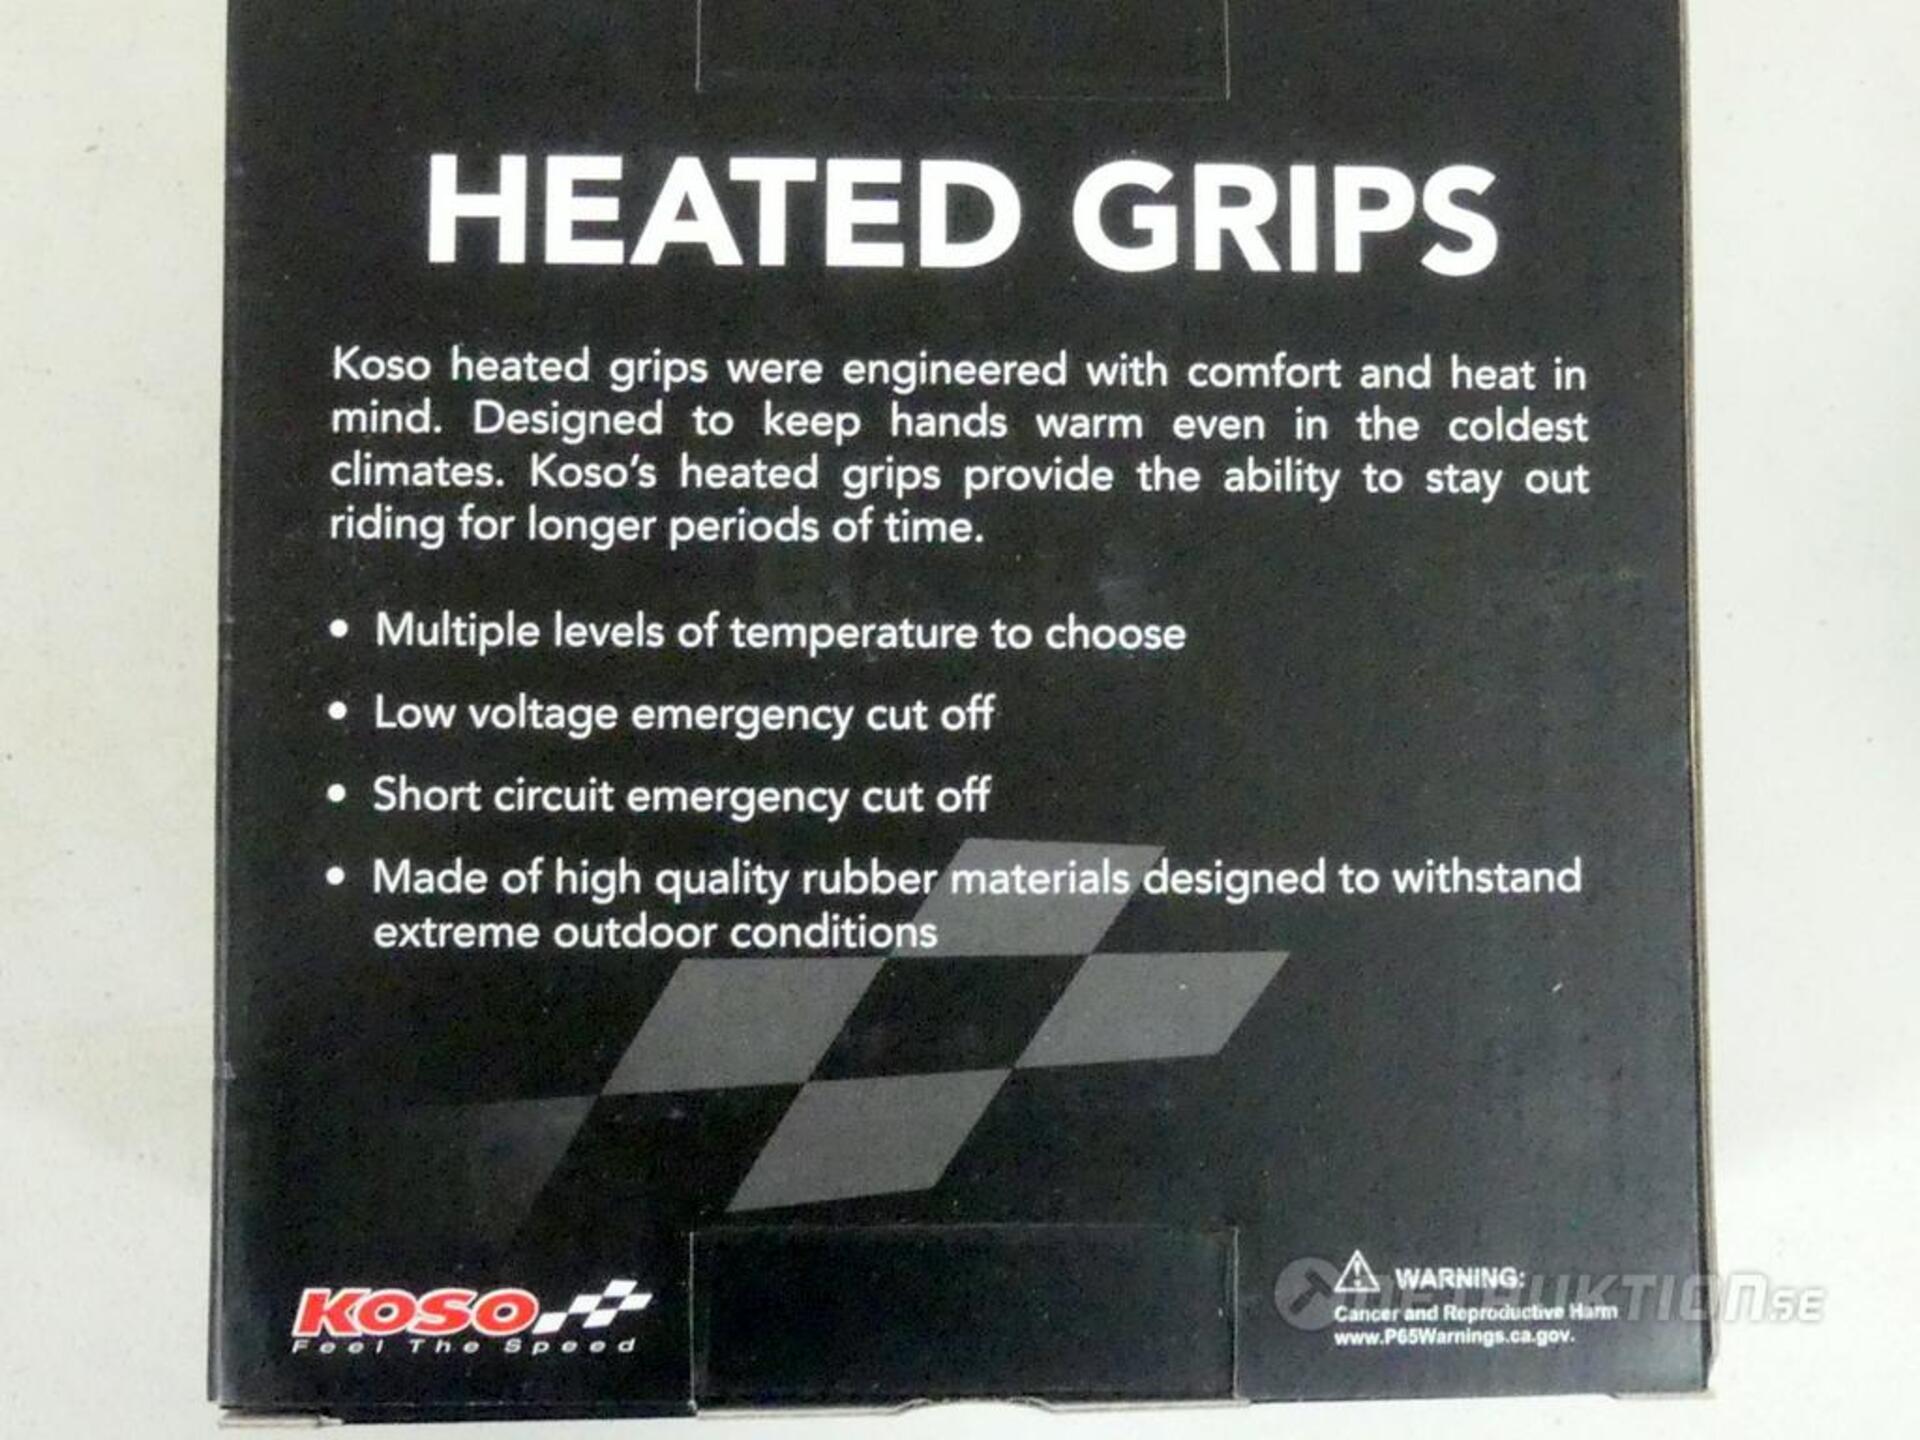 HEATED GRIPS
Koso heated grips were engineered with comfort and heat in
mind. Designed to keep hands warm even in the coldest
climates. Koso's heated grips provide the ability to stay out
riding for longer periods of time.
• Multiple levels of temperature to choose
• Low voltage emergency cut off
• Short circuit emergency cut off
• Made of high quality rubber materials designed to withstand
extreme outdoor conditions
KOSO
Feel The Speed
WARNING:
Cancer and Reproductive Harm
www.P65Warnings.ca.gov.